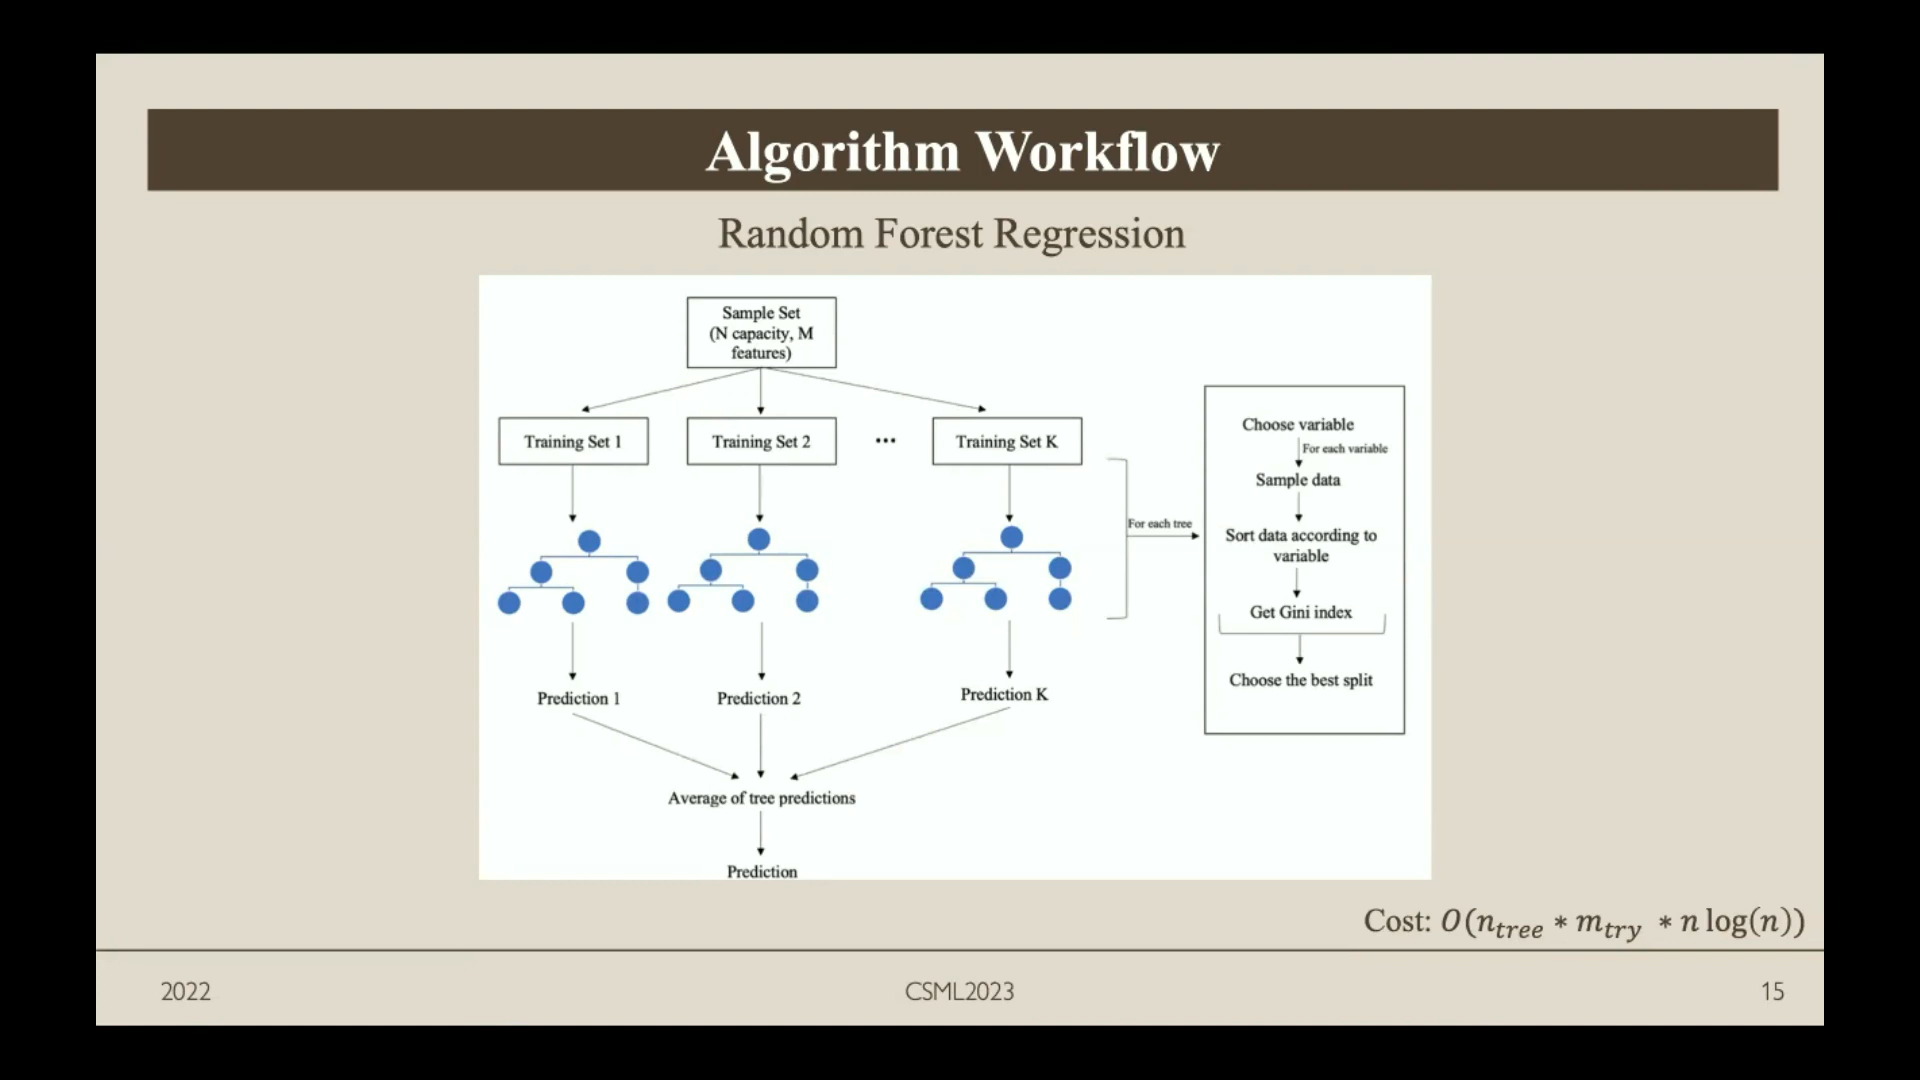 Algorithm Workflow
Random Forest Regression
Sample Set
(N capacity, M
features)
Training Set 1
Training Set 2
...
Training Set K
For each tree
Choose variable
For each variable
Sample data
Sort data according to
variable
Get Gini index
Choose the best split
Prediction 1
Prediction 2
Prediction K
Average of tree predictions
Prediction
Cost: O(n_tree * m_try * n log(n))
2022
CSML2023
15